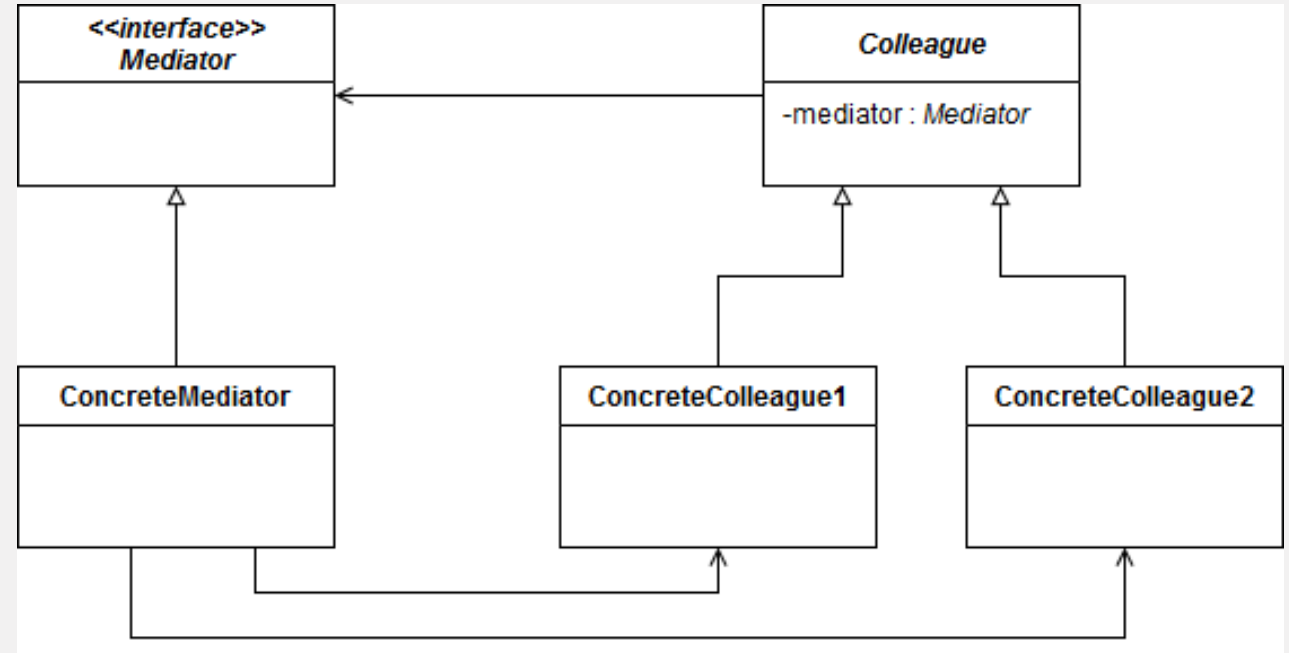 <<interface>>
Mediator
Colleague
-mediator : Mediator
ConcreteMediator
ConcreteColleague1
ConcreteColleague2